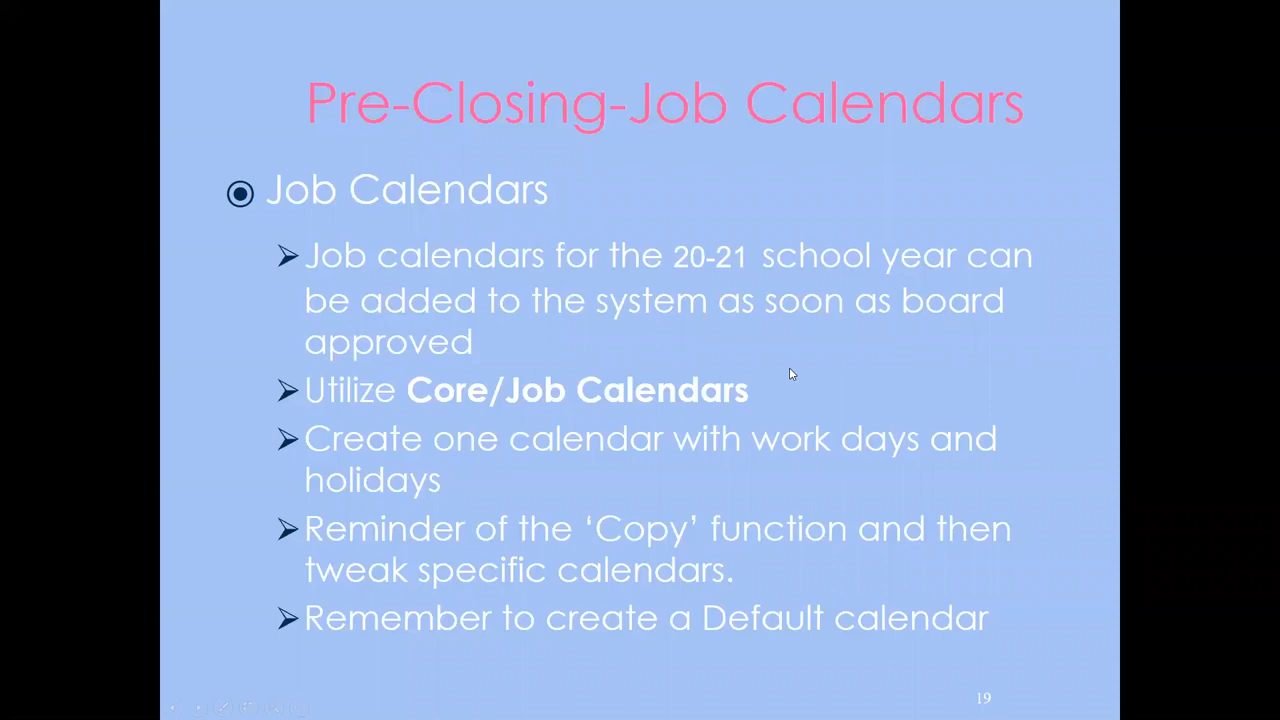 Pre-Closing-Job Calendars
Job Calendars
Job calendars for the 20-21 school year can
be added to the system as soon as board
approved
Utilize Core/Job Calendars
Create one calendar with work days and
holidays
Reminder of the ‘Copy’ function and then
tweak specific calendars.
Remember to create a Default calendar
19